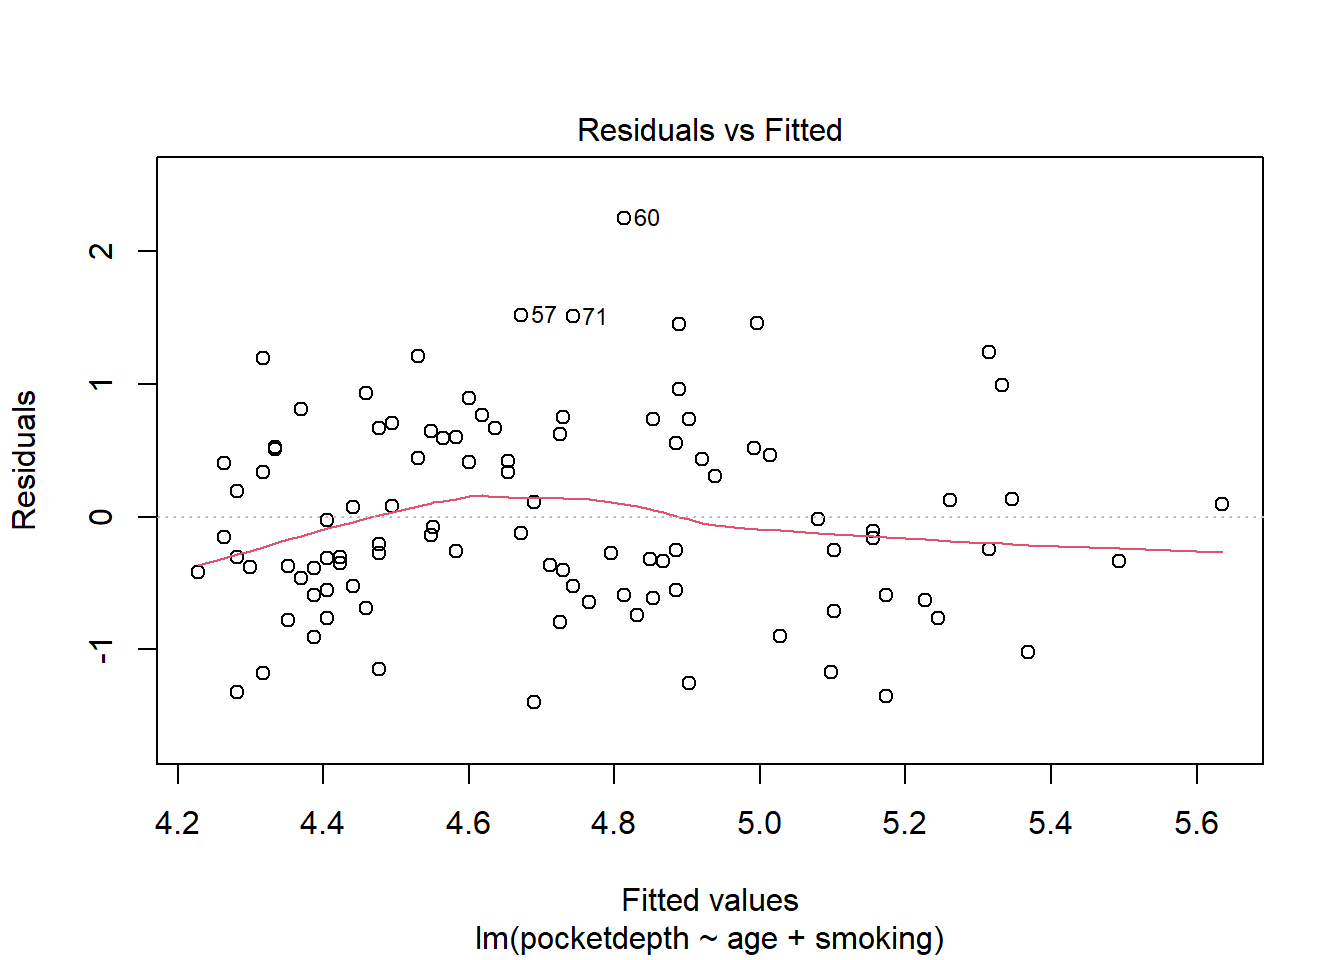 Residuals vs Fitted
Residuals
2
1
0
-1
60
57
71
4.2 4.4 4.6 4.8 5.0 5.2 5.4 5.6
Fitted values
lm(pocketdepth ~ age + smoking)